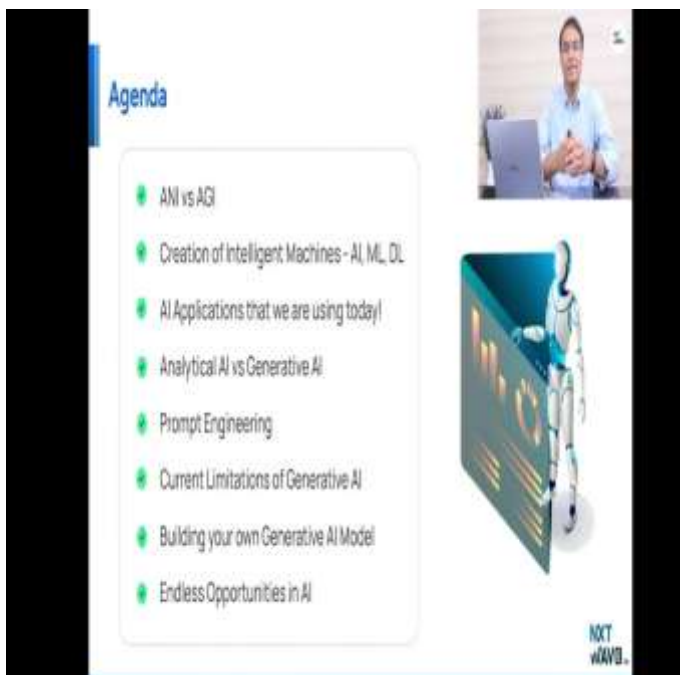 Agenda
ANI vs AGI
Creation of Intelligent Machines - AI, ML, DL
AI Applications that we are using today!
Analytical AI vs Generative AI
Prompt Engineering
Current Limitations of Generative AI
Building your own Generative AI Model
Endless Opportunities in AI
NXT
WAVE